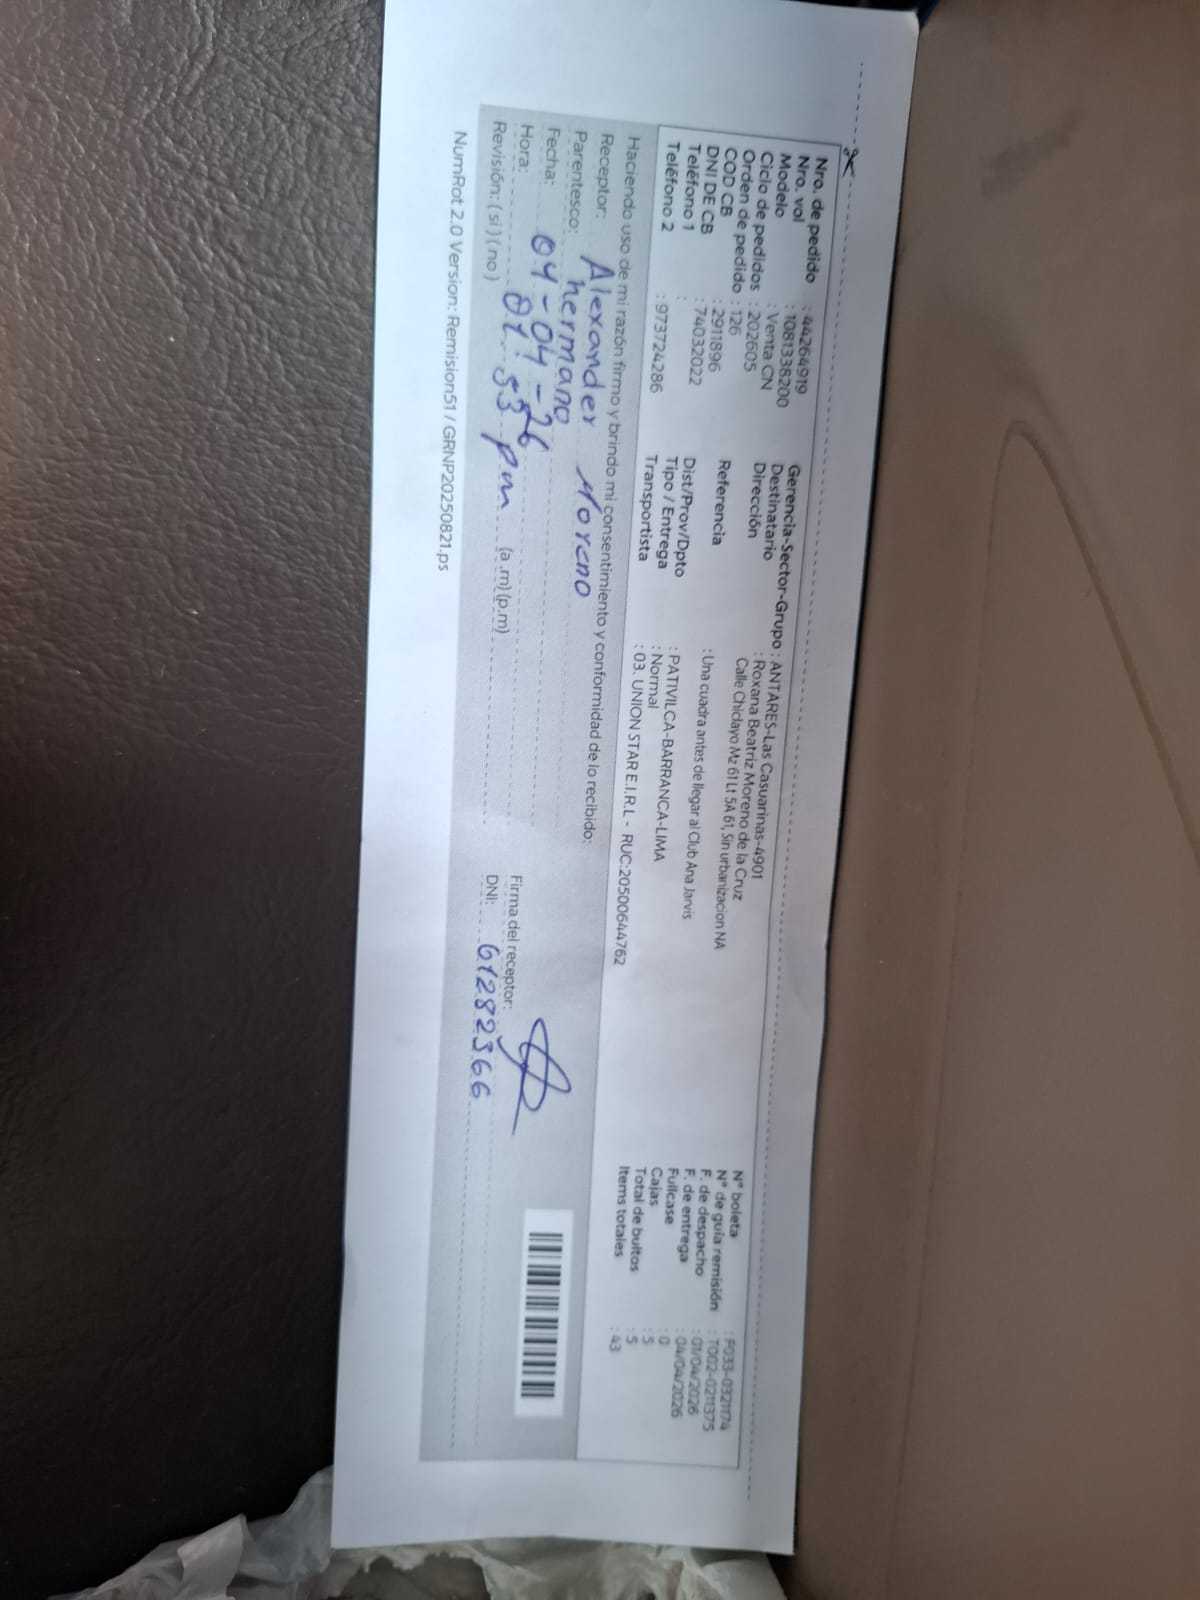 Nro. de pedido : 44264919
Nro. vol : 1081338200
Modelo : Venta CN
Ciclo de pedidos : 202605
Orden de pedido : 126
COD CB : 2911896
DNI DE CB : 74032022
Teléfono 1 :
Teléfono 2 : 973724286
Gerencia-Sector-Grupo : ANTARES-Las Casuarinas-4901
Destinatario : Roxana Beatriz Moreno de la Cruz
Dirección : Calle Chiclayo Mz 61 Lt 5A 61, Sin urbanizacion NA
Referencia : Una cuadra antes de llegar al Club Ana Jarvis
Dist/Prov/Dpto : PATIVILCA-BARRANCA-LIMA
Tipo / Entrega : Normal
Transportista : 03. UNION STAR E.I.R.L - RUC:20500644762
N° boleta : P033-0321174
N° de guía remisión : T002-0211375
F. de despacho : 01/04/2026
F. de entrega : 04/04/2026
Fullcase : 0
Cajas : 5
Total de bultos : 5
Items totales : 43
Haciendo uso de mi razón firmo y brindo mi consentimiento y conformidad de lo recibido:
Receptor: Alexander Moreno
Parentesco: hermano
Fecha: 04-04-26
Hora: 01:53 pm (a.m) (p.m)
Revisión: ( si ) ( no )
Firma del receptor:
DNI: 61282366
NumRot 2.0 Version: Remision51 / GRNP20250821.ps